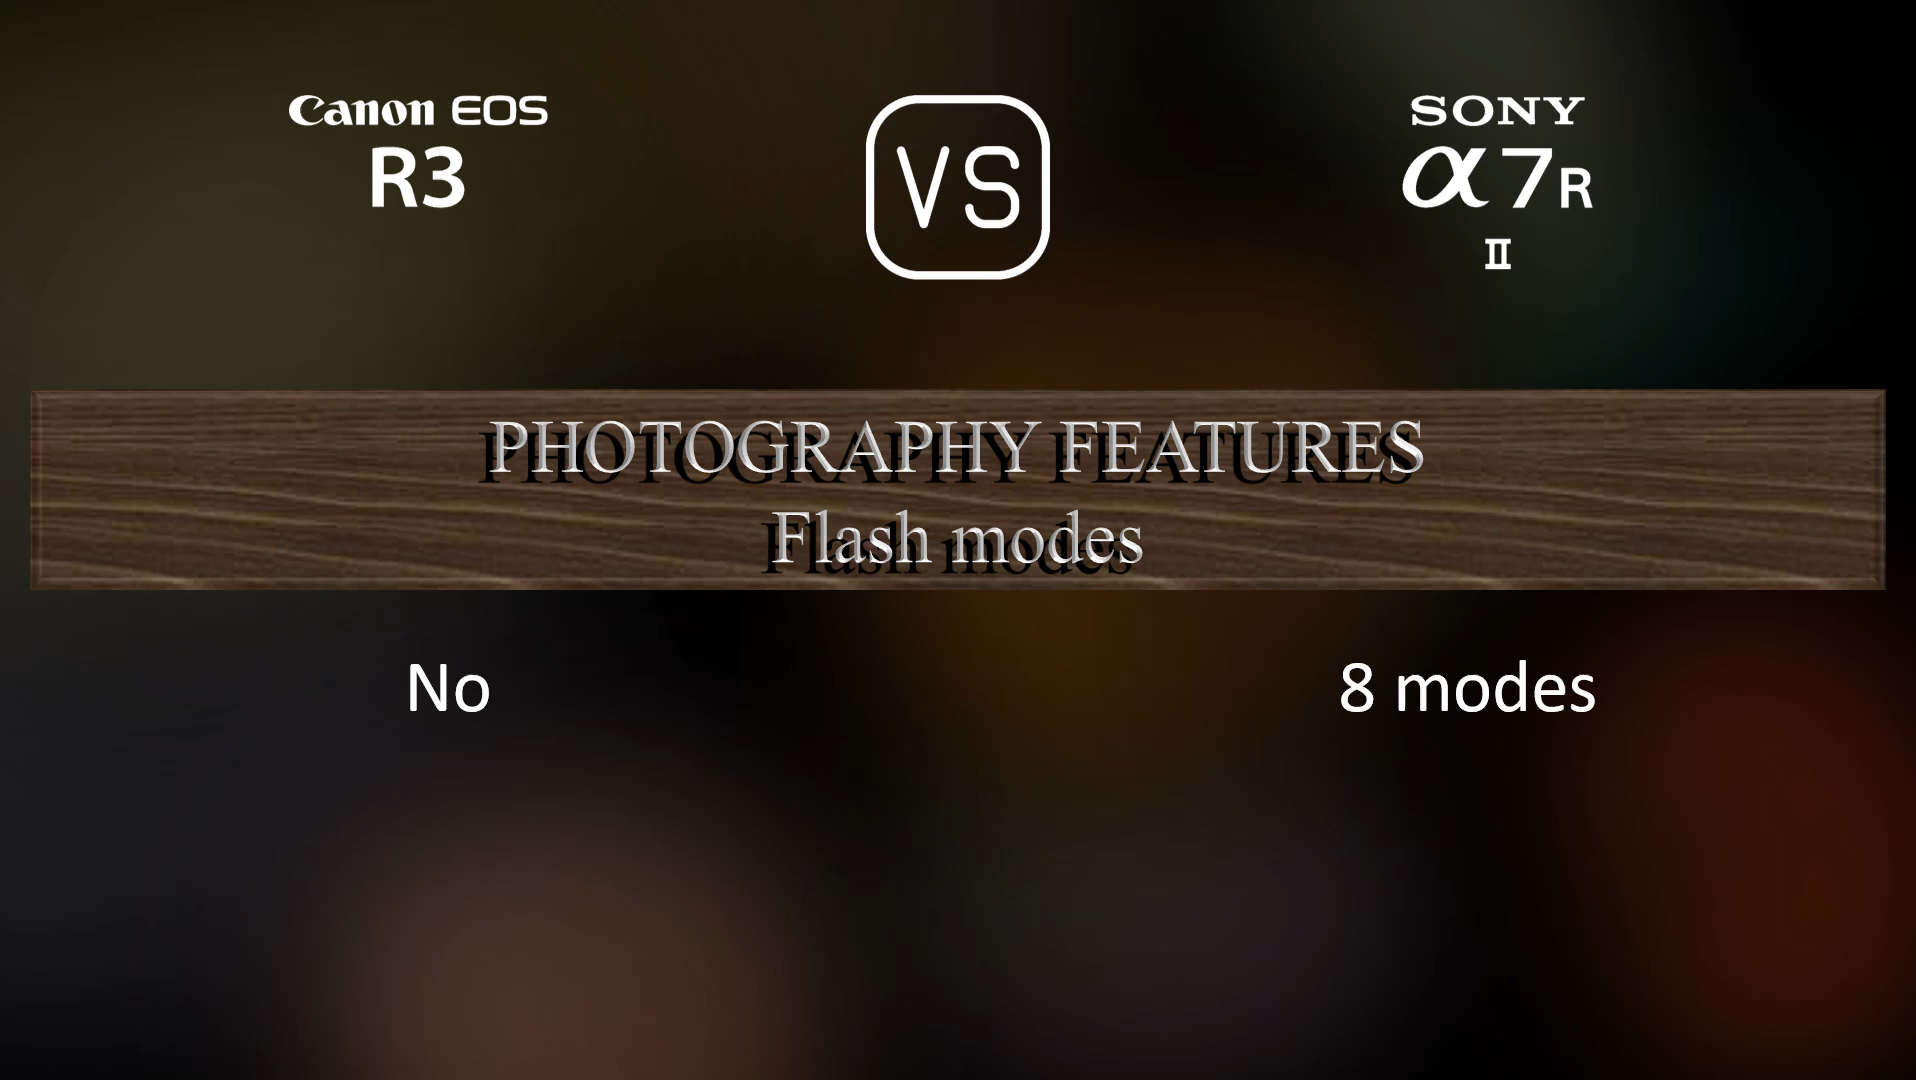 Canon EOS
R3
VS
SONY
α7R
II
PHOTOGRAPHY FEATURES
Flash modes
No
8 modes